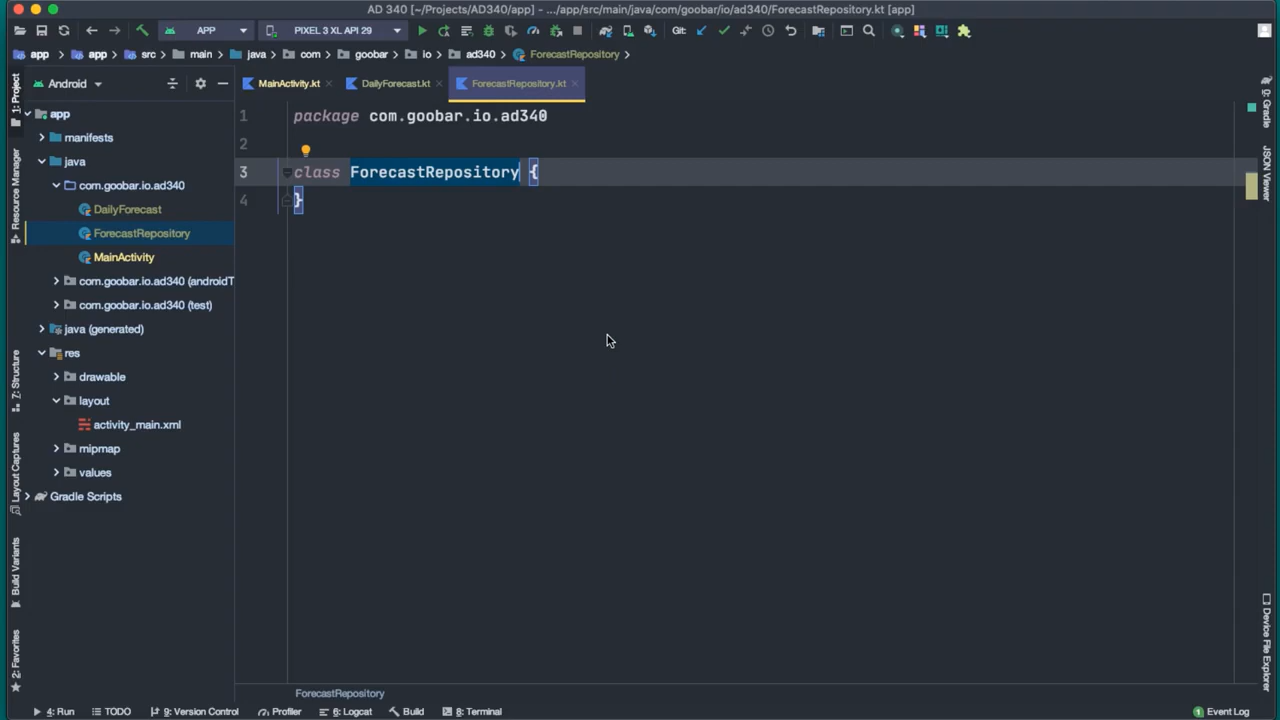 AD 340 [~/Projects/AD340/app] – .../app/src/main/java/com/goobar/io/ad340/ForecastRepository.kt [app]
APP PIXEL 3 XL API 29 Git:
app app src main java com goobar io ad340 ForecastRepository.kt
Android MainActivity.kt DailyForecast.kt ForecastRepository.kt
1: Project
Resource Manager
Z: Structure
Layout Captures
Build Variants
2: Favorites
app
manifests
java
com.goobar.io.ad340
DailyForecast
ForecastRepository
MainActivity
com.goobar.io.ad340 (androidT
com.goobar.io.ad340 (test)
java (generated)
res
drawable
layout
activity_main.xml
mipmap
values
Gradle Scripts
1 package com.goobar.io.ad340
2
3 class ForecastRepository {
4 }
Gradle
JSON Viewer
Device File Explorer
ForecastRepository
4: Run TODO 9: Version Control Profiler 6: Logcat Build 8: Terminal 1 Event Log